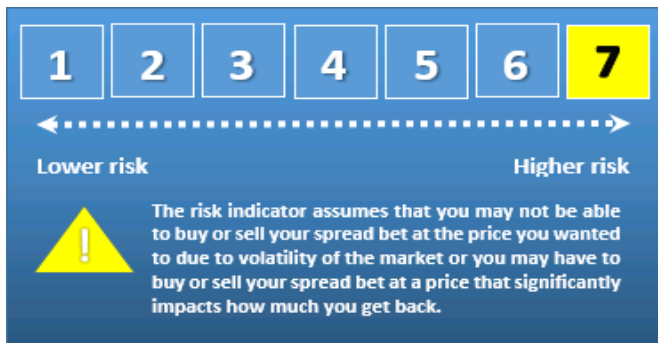 1 2 3 4 5 6 7
Lower risk Higher risk
!
The risk indicator assumes that you may not be able
to buy or sell your spread bet at the price you wanted
to due to volatility of the market or you may have to
buy or sell your spread bet at a price that significantly
impacts how much you get back.